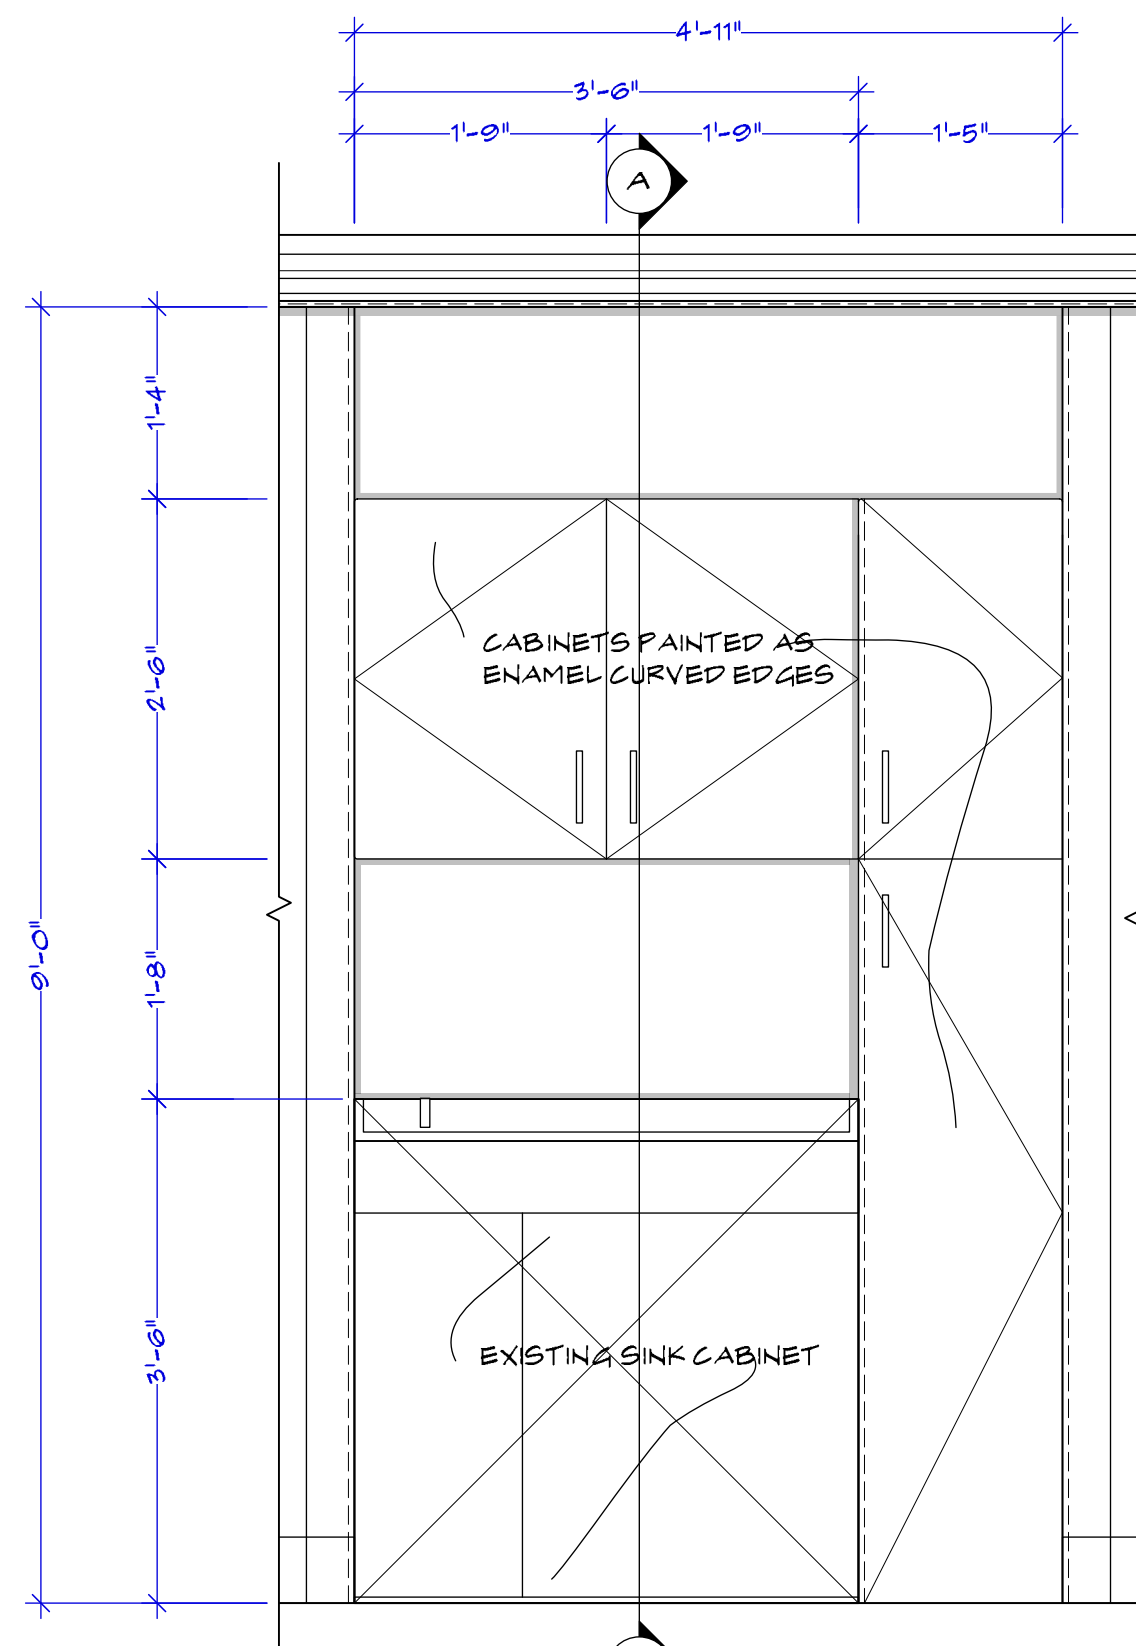 4'-11"
3'-6"
1'-9"
1'-9"
1'-5"
A
1'-4"
2'-6"
CABINETS PAINTED AS
ENAMEL CURVED EDGES
9'-0"
1'-8"
3'-6"
EXISTING SINK CABINET